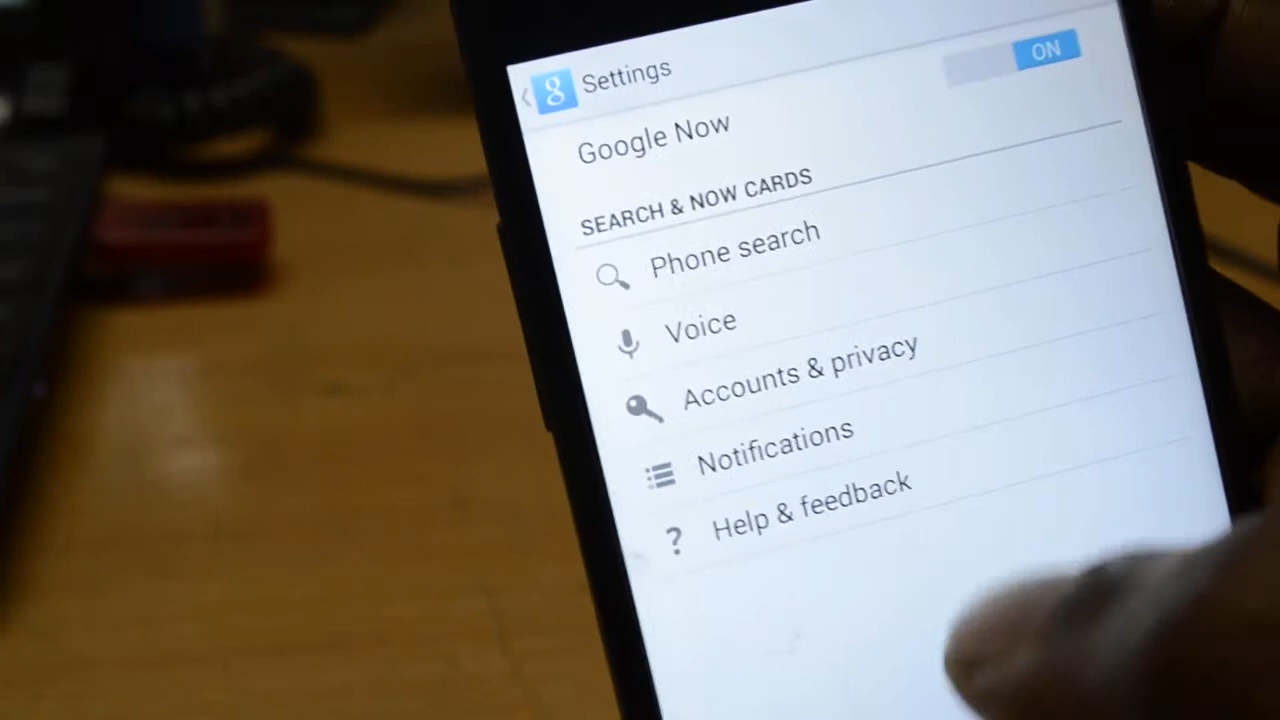 g Settings
Google Now ON
SEARCH & NOW CARDS
Phone search
Voice
Accounts & privacy
Notifications
? Help & feedback